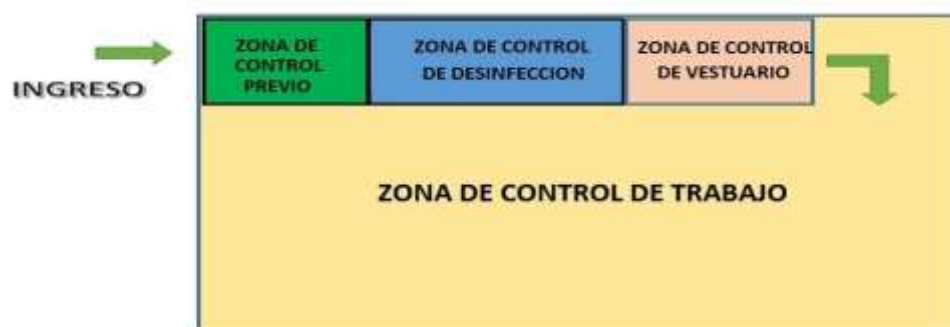 INGRESO
ZONA DE
CONTROL
PREVIO
ZONA DE CONTROL
DE DESINFECCION
ZONA DE CONTROL
DE VESTUARIO
ZONA DE CONTROL DE TRABAJO